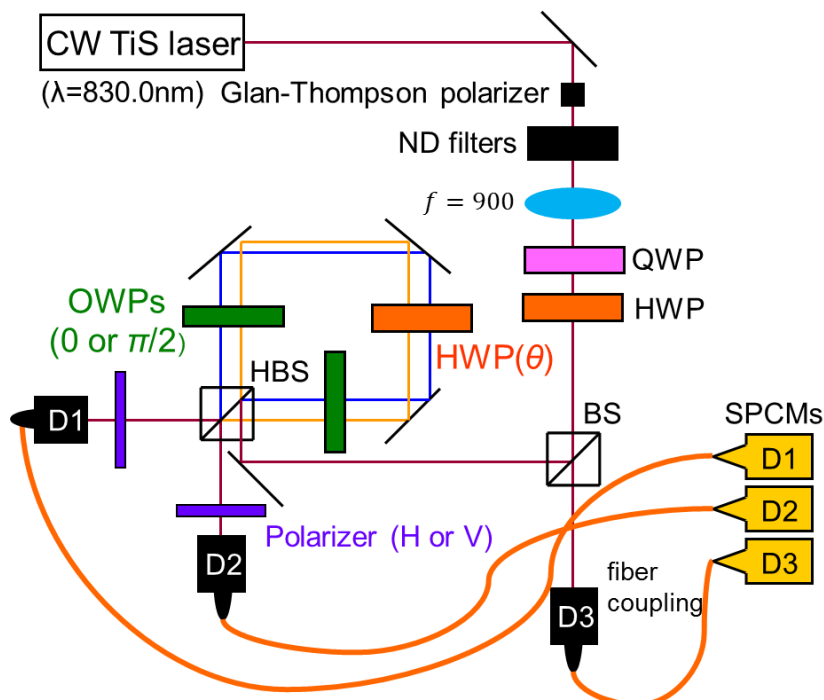 CW TiS laser
(λ=830.0nm) Glan-Thompson polarizer
ND filters
f = 900
QWP
HWP
OWPs
(0 or π/2)
HBS
HWP(θ)
BS
SPCMs
D1
D1
D2
D3
Polarizer (H or V)
D2
fiber
coupling
D3